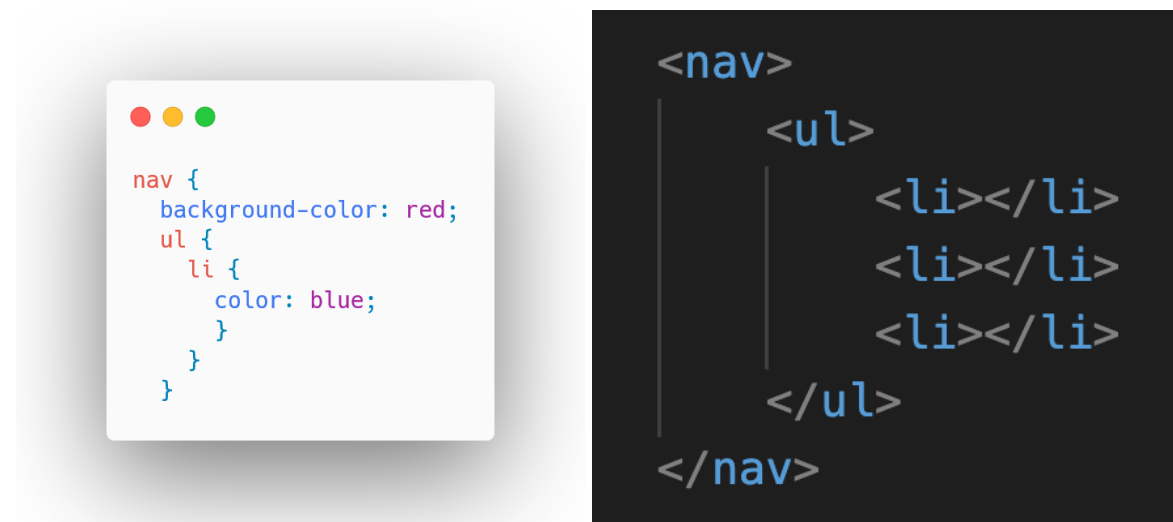 nav {
  background-color: red;
  ul {
    li {
      color: blue;
      }
    }
  }
<nav>
    <ul>
        <li></li>
        <li></li>
        <li></li>
    </ul>
</nav>